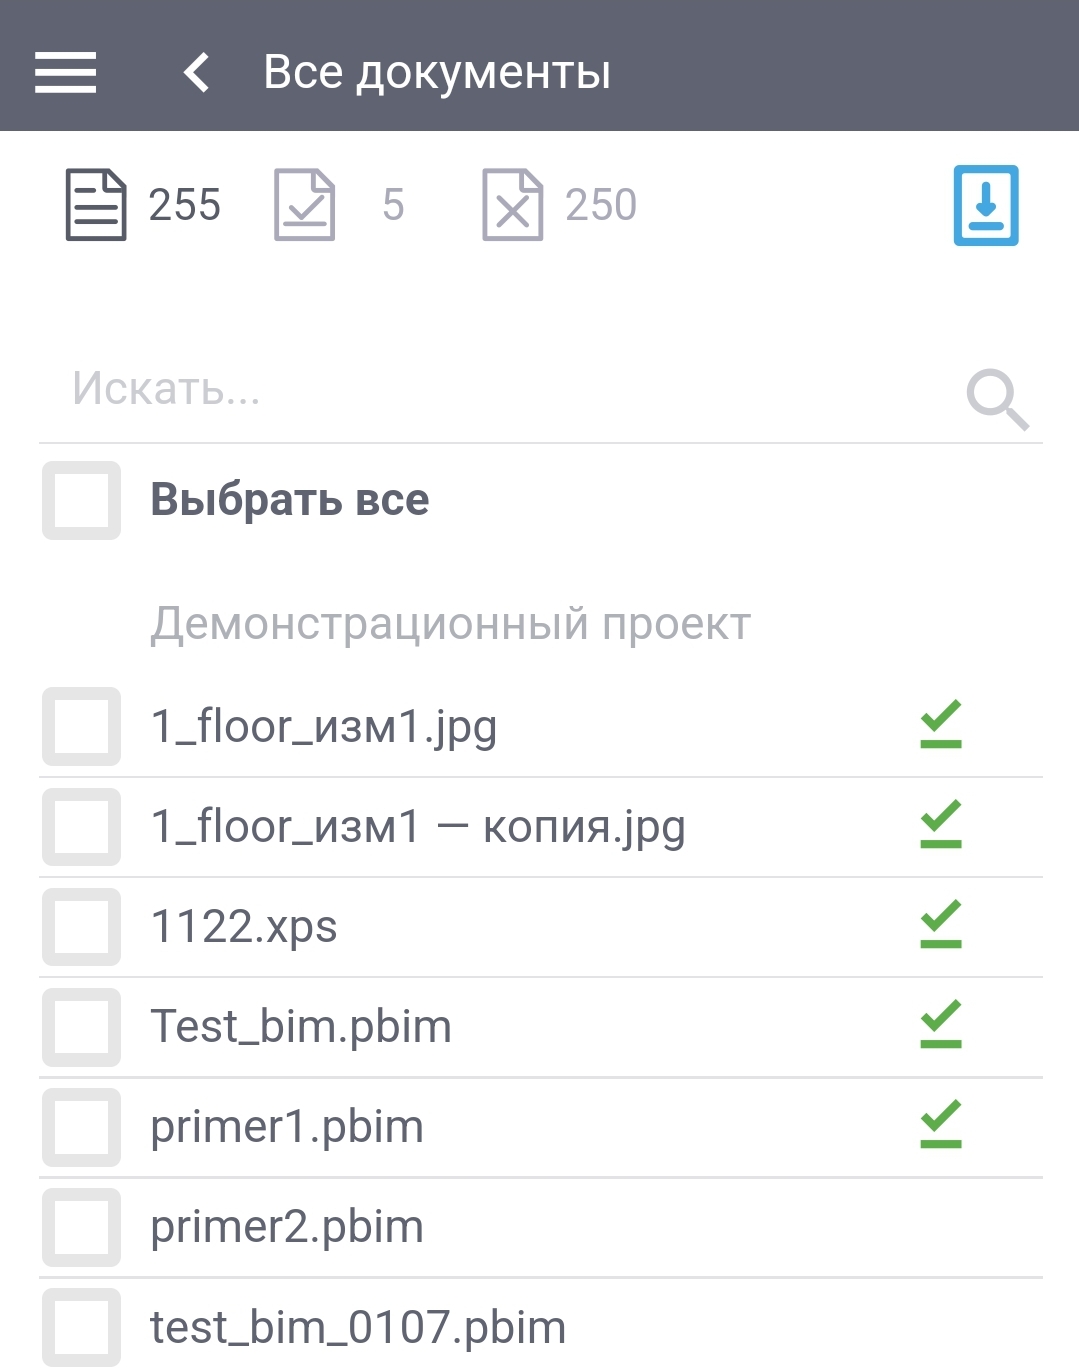 Все документы
255 5 250
Искать...
Выбрать все
Демонстрационный проект
1_floor_изм1.jpg
1_floor_изм1 — копия.jpg
1122.xps
Test_bim.pbim
primer1.pbim
primer2.pbim
test_bim_0107.pbim